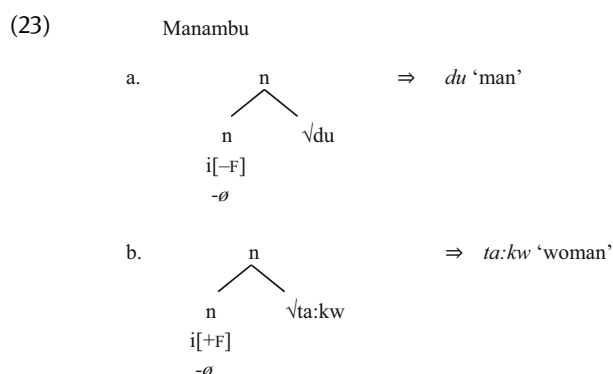 (23) Manambu
a. n ⇒ du ‘man’
n √du
i[–F]
-ø
b. n ⇒ ta:kw ‘woman’
n √ta:kw
i[+F]
-ø